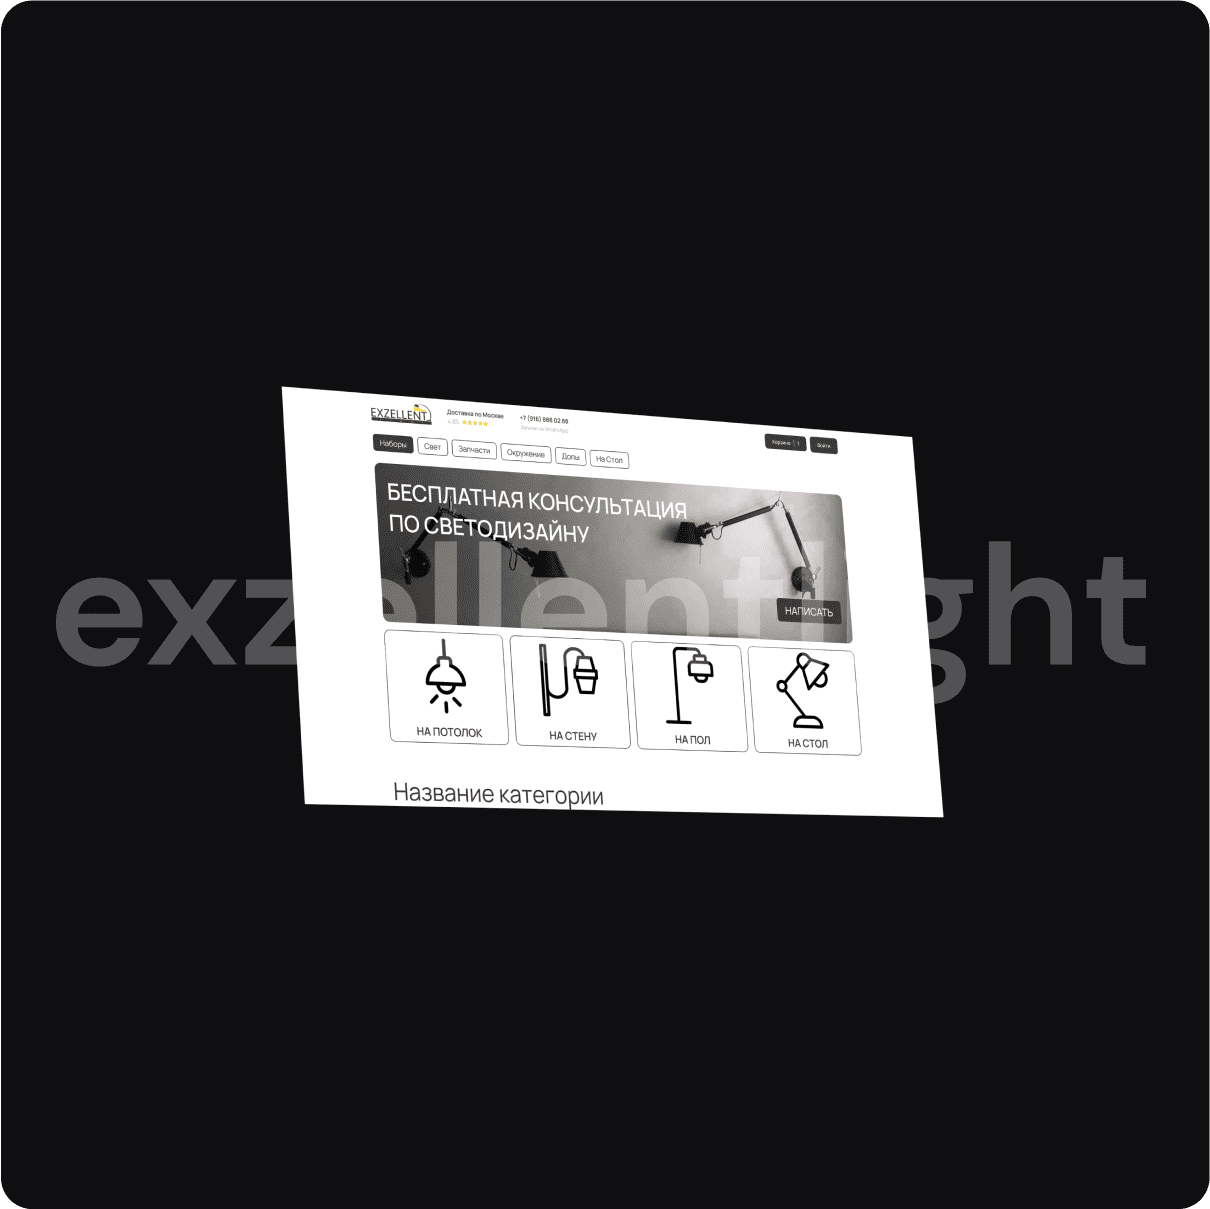 EXZELLENT
Доставка по Москве
4.85
+7 (916) 888 02 88
Звонок на WhatsApp
Корзина | 1
Войти
Наборы
Свет
Запчасти
Окружение
Допы
На Стол
БЕСПЛАТНАЯ КОНСУЛЬТАЦИЯ
ПО СВЕТОДИЗАЙНУ
exzellentlight
НАПИСАТЬ
НА ПОТОЛОК
НА СТЕНУ
НА ПОЛ
НА СТОЛ
Название категории